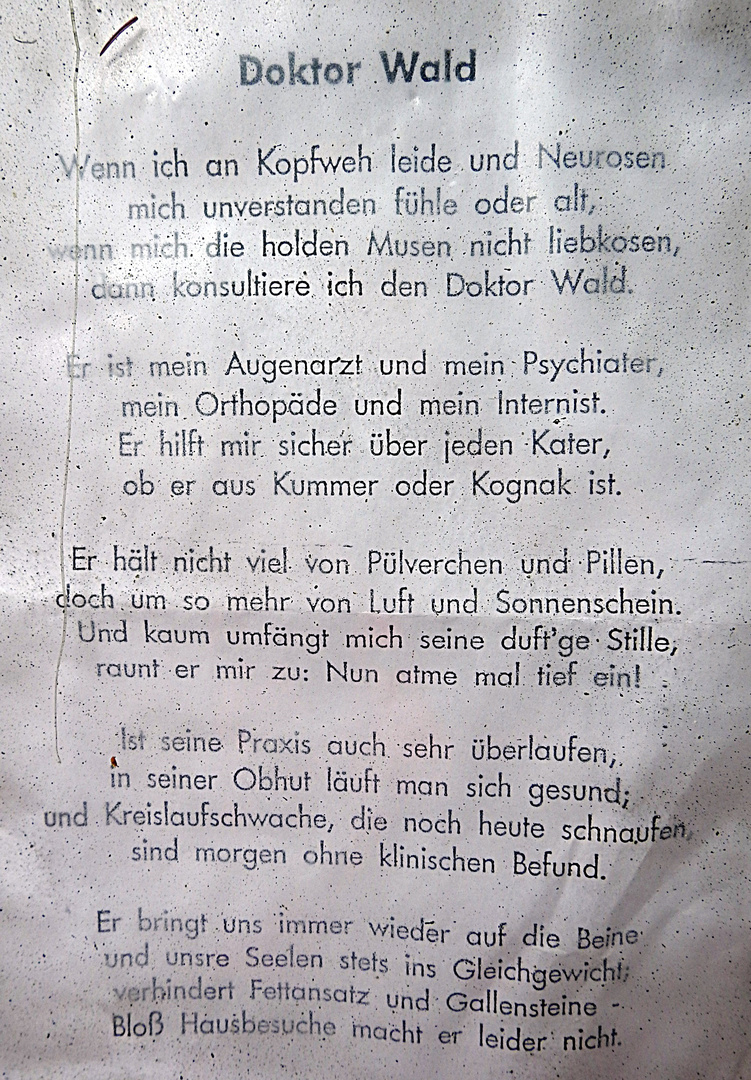 Doktor Wald
Wenn ich an Kopfweh leide und Neurosen
mich unverstanden fühle oder alt,
wenn mich die holden Musen nicht liebkosen,
dann konsultiere ich den Doktor Wald.
Er ist mein Augenarzt und mein Psychiater,
mein Orthopäde und mein Internist.
Er hilft mir sicher über jeden Kater,
ob er aus Kummer oder Kognak ist.
Er hält nicht viel von Pülverchen und Pillen,
doch um so mehr von Luft und Sonnenschein.
Und kaum umfängt mich seine duft'ge Stille,
raunt er mir zu: Nun atme mal tief ein!
Ist seine Praxis auch sehr überlaufen,
in seiner Obhut läuft man sich gesund;
und Kreislaufschwache, die noch heute schnaufen,
sind morgen ohne klinischen Befund.
Er bringt uns immer wieder auf die Beine
und unsre Seelen stets ins Gleichgewicht;
verhindert Fettansatz und Gallensteine -
Bloß Hausbesuche macht er leider nicht.